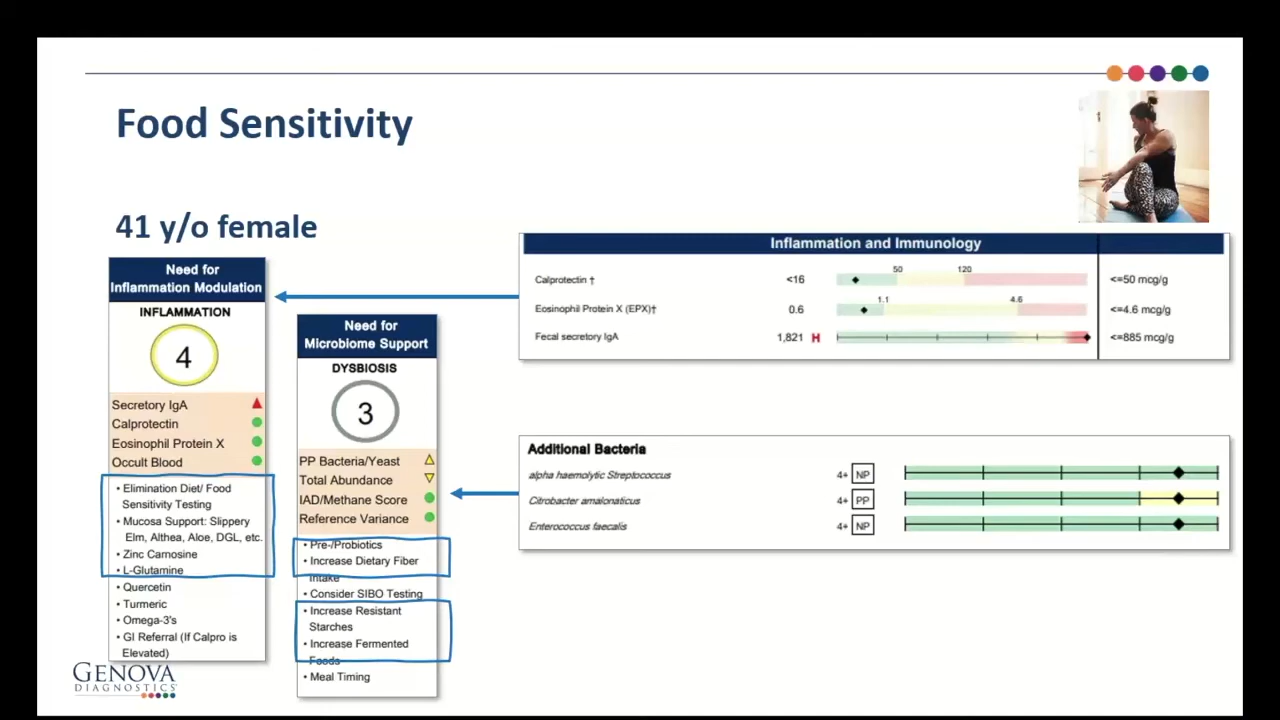 Food Sensitivity
41 y/o female
Need for
Inflammation Modulation
INFLAMMATION
4
Secretory IgA
Calprotectin
Eosinophil Protein X
Occult Blood
• Elimination Diet/ Food
Sensitivity Testing
• Mucosa Support: Slippery
Elm, Althea, Aloe, DGL, etc.
• Zinc Carnosine
• L-Glutamine
• Quercetin
• Turmeric
• Omega-3's
• GI Referral (If Calpro is
Elevated)
Need for
Microbiome Support
DYSBIOSIS
3
PP Bacteria/Yeast
Total Abundance
IAD/Methane Score
Reference Variance
• Pre-/Probiotics
• Increase Dietary Fiber
Intake
• Consider SIBO Testing
• Increase Resistant
Starches
• Increase Fermented
Foods
• Meal Timing
Inflammation and Immunology
50 120
Calprotectin † <16 <=50 mcg/g
1.1 4.6
Eosinophil Protein X (EPX)† 0.6 <=4.6 mcg/g
Fecal secretory IgA 1,821 H <=885 mcg/g
Additional Bacteria
alpha haemolytic Streptococcus 4+ NP
Citrobacter amalonaticus 4+ PP
Enterococcus faecalis 4+ NP
GENOVA
DIAGNOSTICS